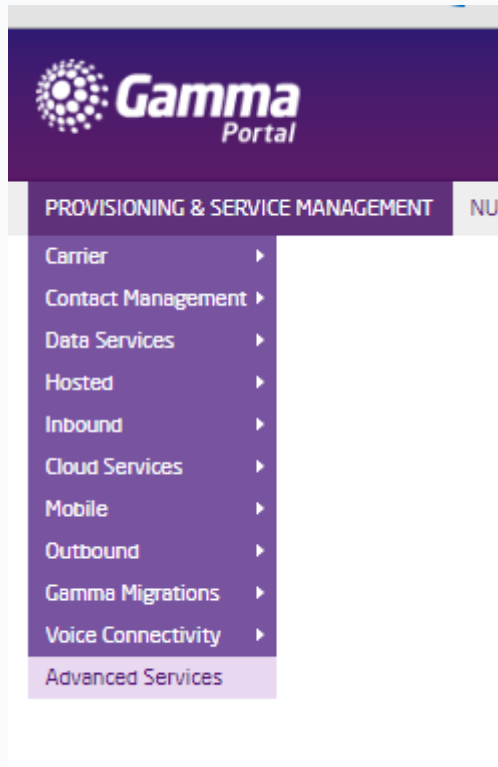 Gamma
Portal
PROVISIONING & SERVICE MANAGEMENT NU
Carrier
Contact Management
Data Services
Hosted
Inbound
Cloud Services
Mobile
Outbound
Gamma Migrations
Voice Connectivity
Advanced Services